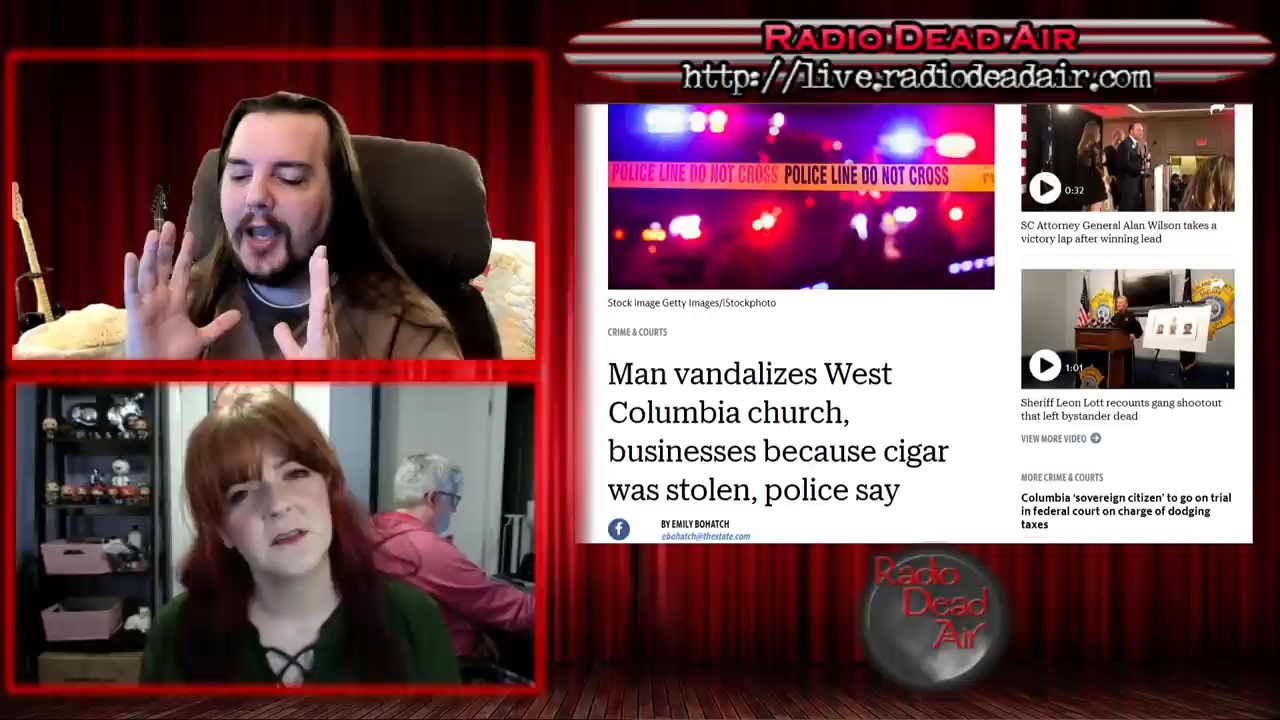 RADIO DEAD AIR
http://live.radiodeadair.com
POLICE LINE DO NOT CROSS POLICE LINE DO NOT CROSS
Stock Image Getty Images/iStockphoto
CRIME & COURTS
Man vandalizes West
Columbia church,
businesses because cigar
was stolen, police say
BY EMILY BOHATCH
ebohatch@thestate.com
0:32
SC Attorney General Alan Wilson takes a
victory lap after winning lead
1:01
Sheriff Leon Lott recounts gang shootout
that left bystander dead
VIEW MORE VIDEO
MORE CRIME & COURTS
Columbia ‘sovereign citizen’ to go on trial
in federal court on charge of dodging
taxes
Radio
Dead
Air